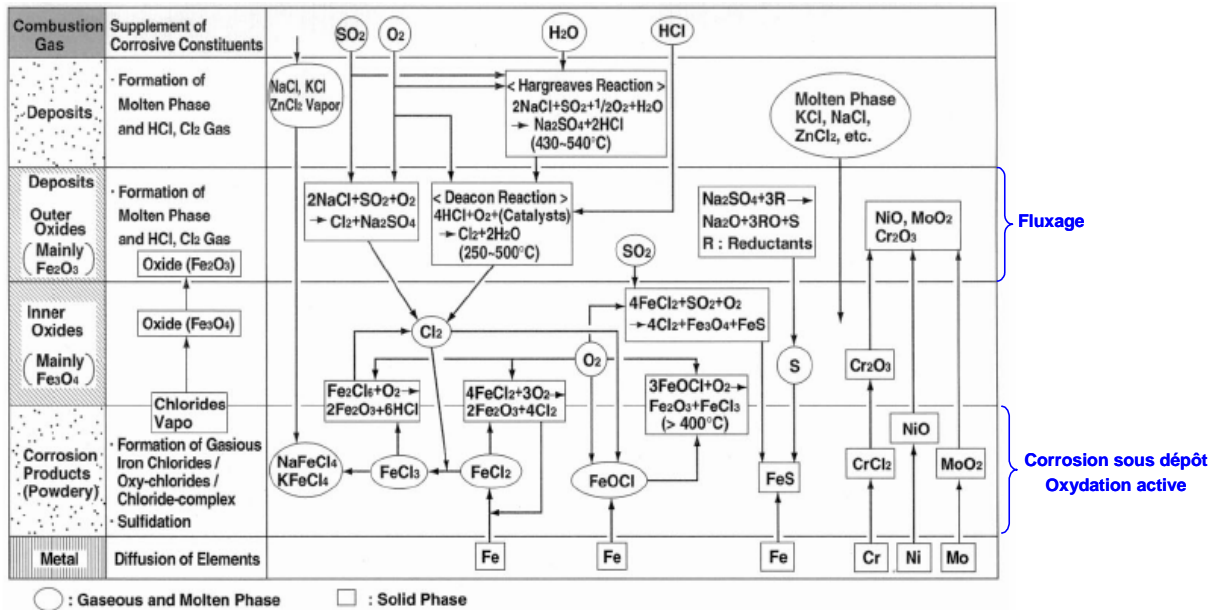 Combustion
Gas
Supplement of
Corrosive Constituents
SO2
O2
H2O
HCl
Deposits
· Formation of
Molten Phase
and HCl, Cl2 Gas
NaCl, KCl
ZnCl2 Vapor
< Hargreaves Reaction >
2NaCl+SO2+1/2O2+H2O
→ Na2SO4+2HCl
(430~540°C)
Molten Phase
KCl, NaCl,
ZnCl2, etc.
Deposits
Outer
Oxides
( Mainly
Fe2O3 )
· Formation of
Molten Phase
and HCl, Cl2 Gas
Oxide (Fe2O3)
2NaCl+SO2+O2
→ Cl2+Na2SO4
< Deacon Reaction >
4HCl+O2+(Catalysts)
→ Cl2+2H2O
(250~500°C)
SO2
Na2SO4+3R →
Na2O+3RO+S
R : Reductants
NiO, MoO2
Cr2O3
Fluxage
Inner
Oxides
( Mainly
Fe3O4 )
Oxide (Fe3O4)
Cl2
4FeCl2+SO2+O2
→4Cl2+Fe3O4+FeS
O2
S
Cr2O3
Fe2Cl6+O2→
2Fe2O3+6HCl
4FeCl2+3O2→
2Fe2O3+4Cl2
3FeOCl+O2→
Fe2O3+FeCl3
(> 400°C)
Chlorides
Vapo
Corrosion
Products
(Powdery)
· Formation of Gasious
Iron Chlorides /
Oxy-chlorides /
Chloride-complex
· Sulfidation
NaFeCl4
KFeCl4
FeCl3
FeCl2
FeOCl
FeS
CrCl2
NiO
MoO2
Corrosion sous dépôt
Oxydation active
Metal
Diffusion of Elements
Fe
Fe
Fe
Cr
Ni
Mo
: Gaseous and Molten Phase
: Solid Phase